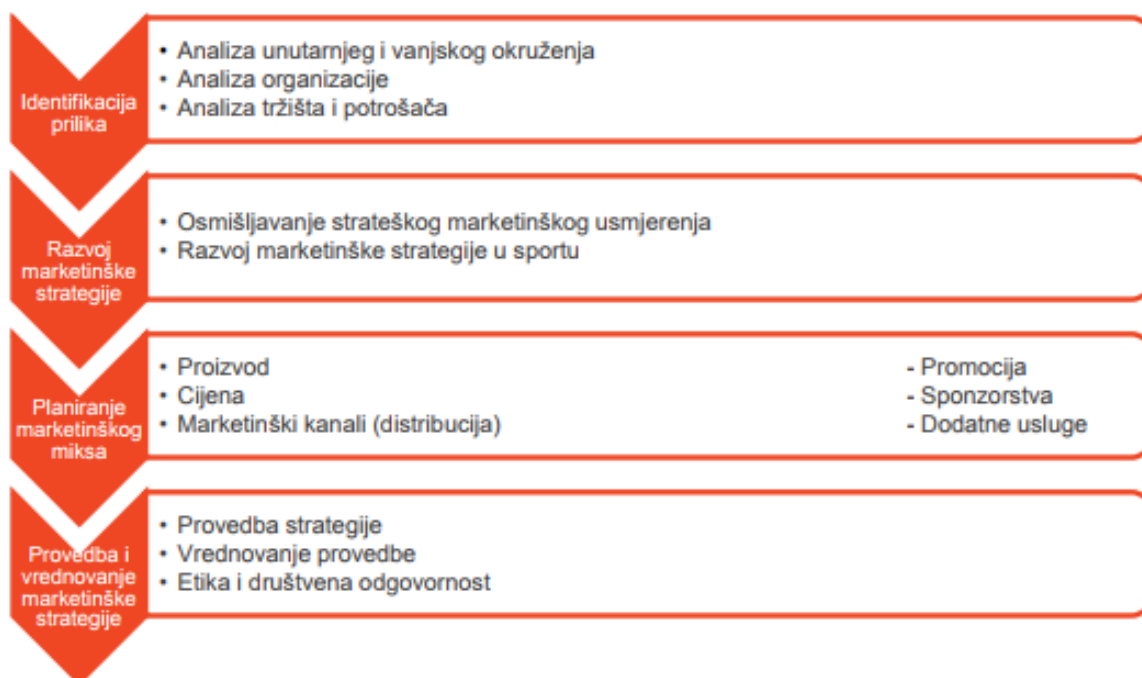 Identifikacija
prilika
• Analiza unutarnjeg i vanjskog okruženja
• Analiza organizacije
• Analiza tržišta i potrošača
Razvoj
marketinške
strategije
• Osmišljavanje strateškog marketinškog usmjerenja
• Razvoj marketinške strategije u sportu
Planiranje
marketinškog
miksa
• Proizvod
• Cijena
• Marketinški kanali (distribucija)
- Promocija
- Sponzorstva
- Dodatne usluge
Provedba i
vrednovanje
marketinške
strategije
• Provedba strategije
• Vrednovanje provedbe
• Etika i društvena odgovornost